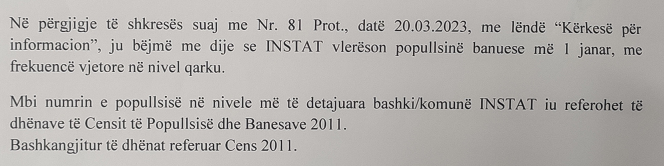 Në përgjigje të shkresës suaj me Nr. 81 Prot., datë 20.03.2023, me lëndë “Kërkesë për
informacion”, ju bëjmë me dije se INSTAT vlerëson popullsinë banuese më 1 janar, me
frekuencë vjetore në nivel qarku.
Mbi numrin e popullsisë në nivele më të detajuara bashki/komunë INSTAT iu referohet të
dhënave të Censit të Popullsisë dhe Banesave 2011.
Bashkangjitur të dhënat referuar Cens 2011.